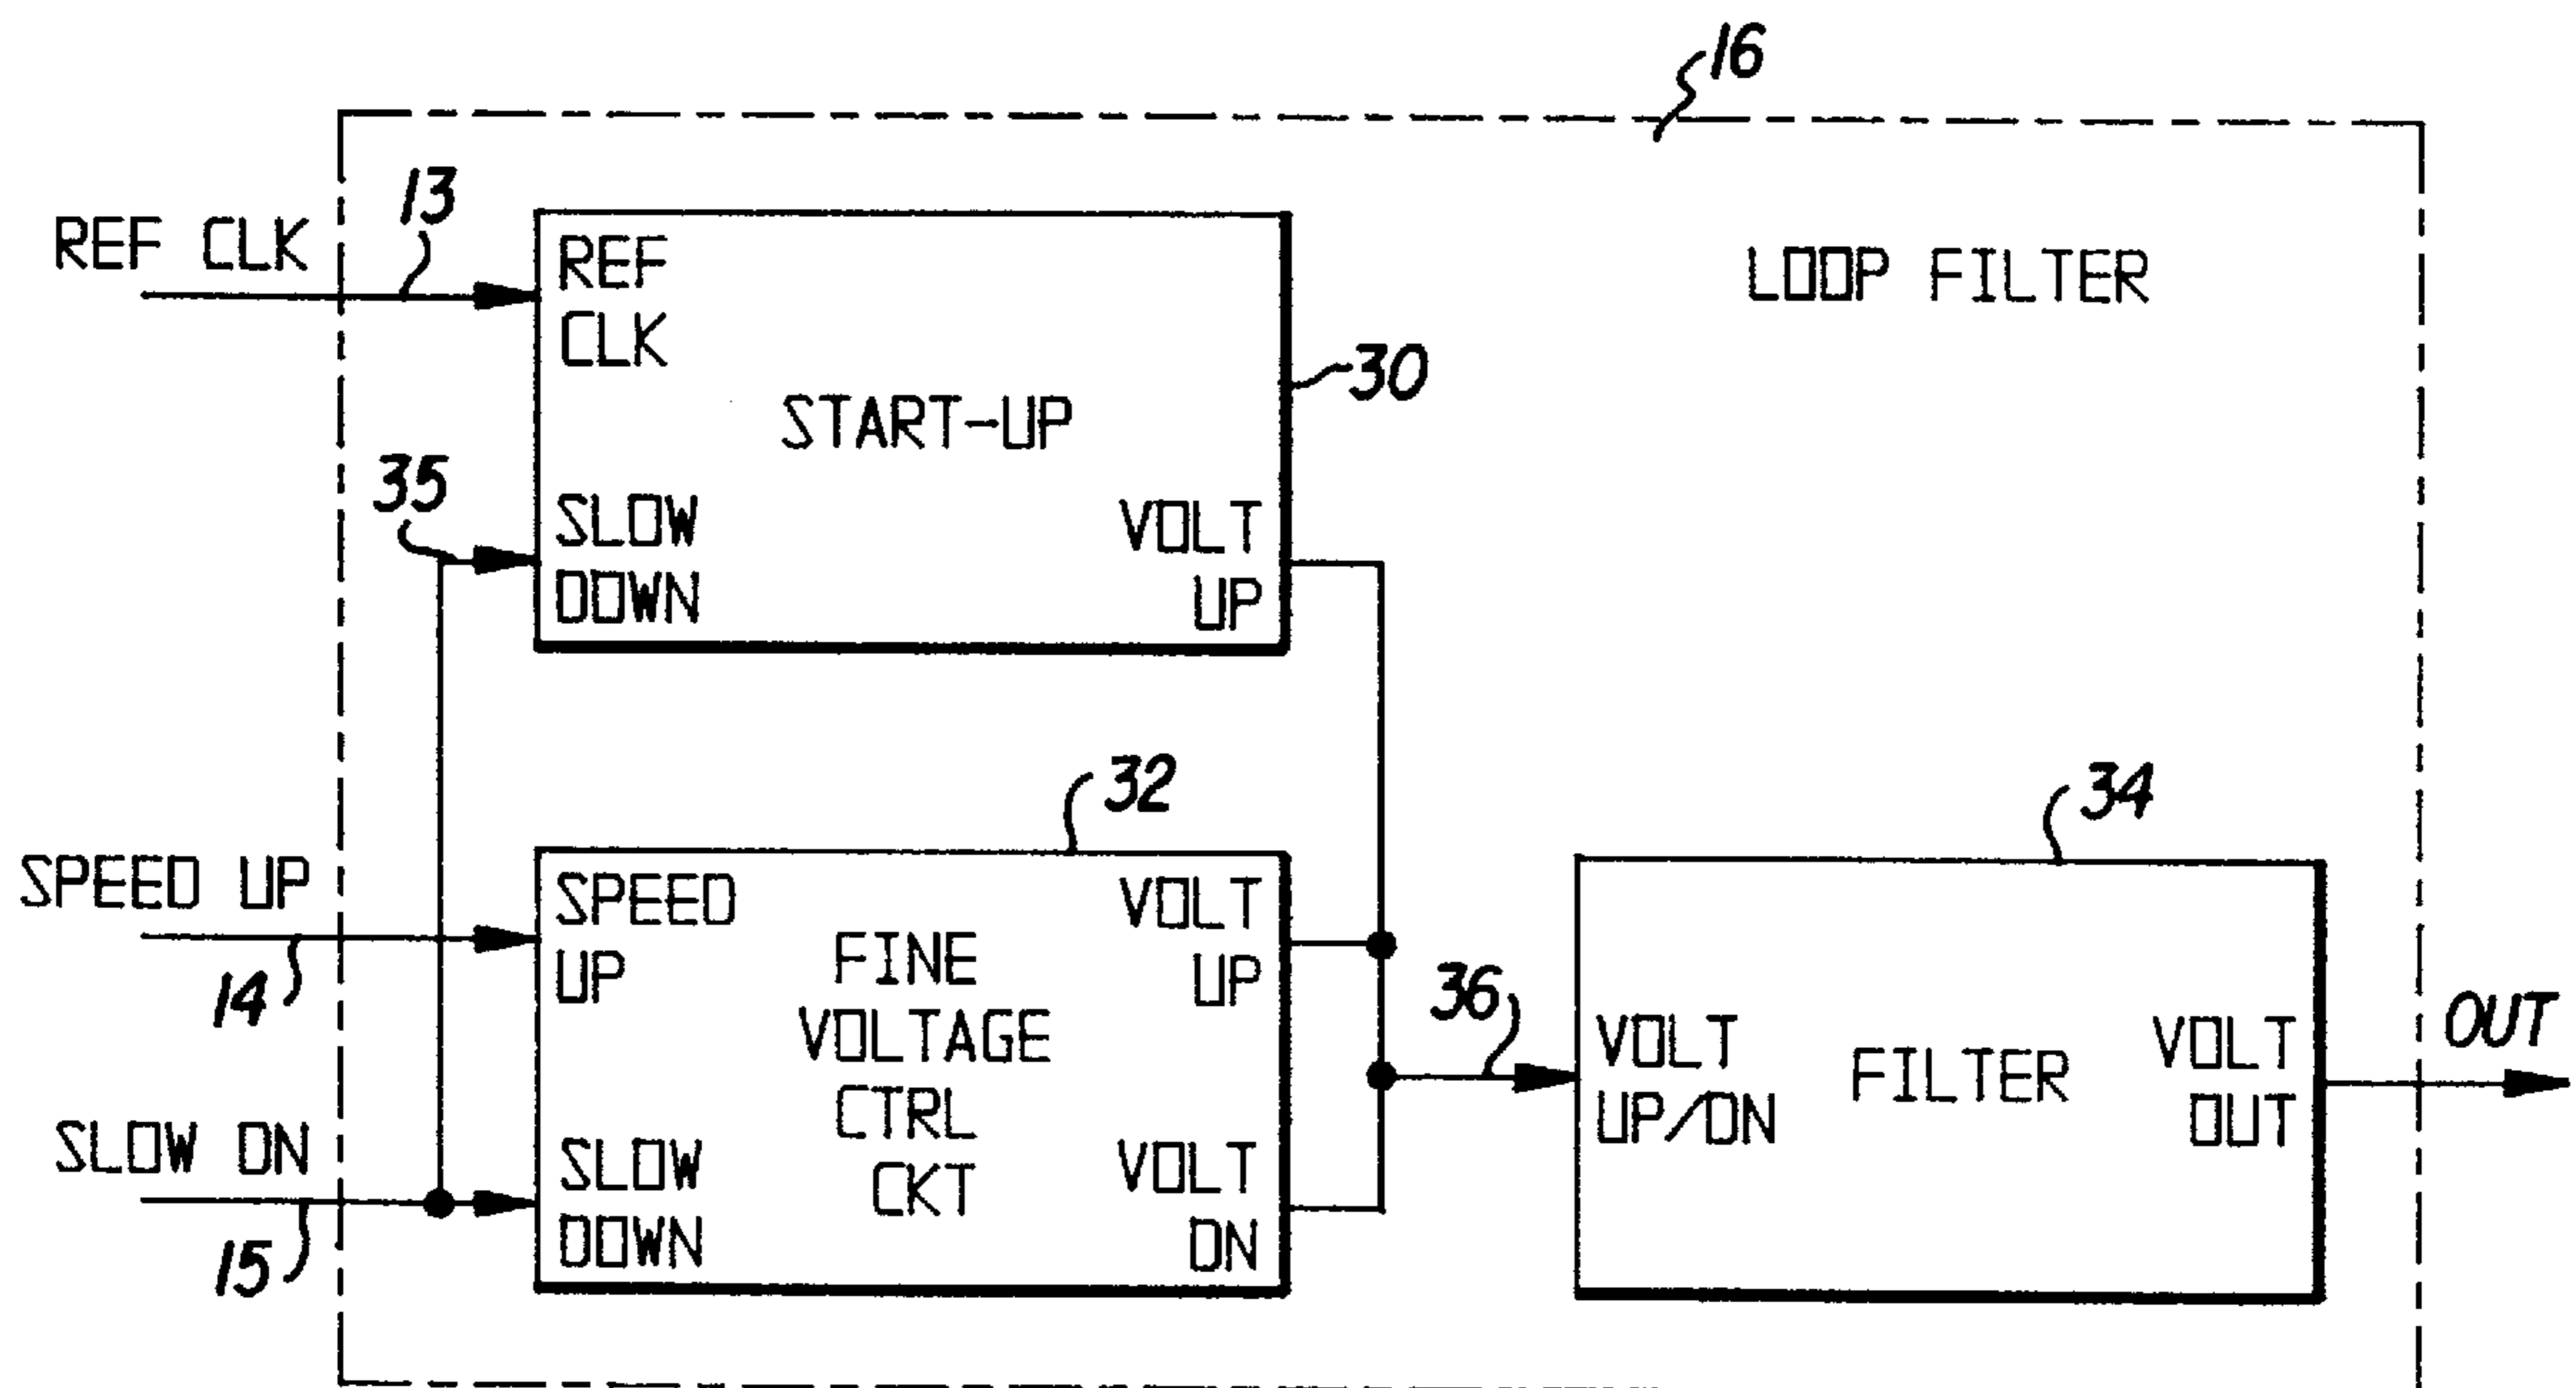 16
REF CLK
13
REF
CLK
START-UP
30
LOOP FILTER
35
SLOW
DOWN
VOLT
UP
SPEED UP
14
32
SPEED
UP
FINE
VOLTAGE
CTRL
CKT
VOLT
UP
SLOW DN
15
SLOW
DOWN
VOLT
DN
36
34
VOLT
UP/DN
FILTER
VOLT
OUT
OUT